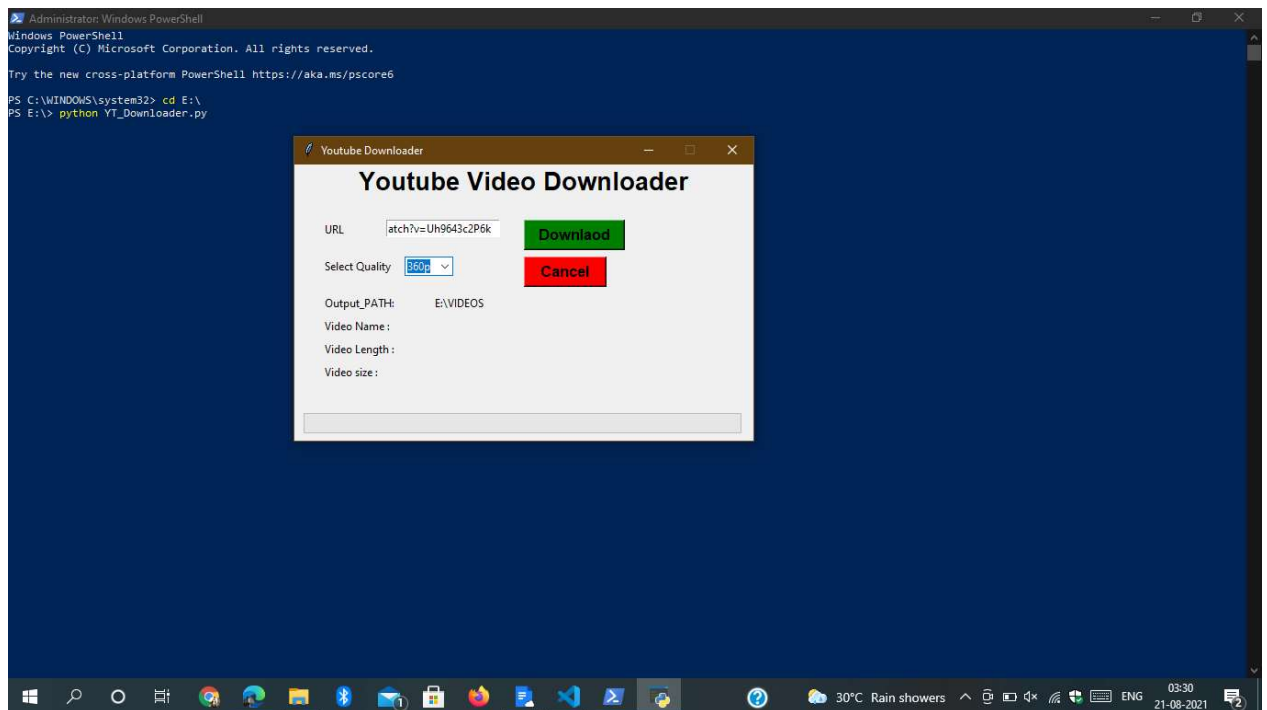 Administrator: Windows PowerShell
Windows PowerShell
Copyright (C) Microsoft Corporation. All rights reserved.
Try the new cross-platform PowerShell https://aka.ms/pscore6
PS C:\WINDOWS\system32> cd E:\
PS E:\> python YT_Downloader.py
Youtube Downloader
Youtube Video Downloader
URL atch?v=Uh9643c2P6k Downlaod
Select Quality 360p Cancel
Output_PATH: E:\VIDEOS
Video Name :
Video Length :
Video size :
1 30°C Rain showers ENG 03:30
21-08-2021 2